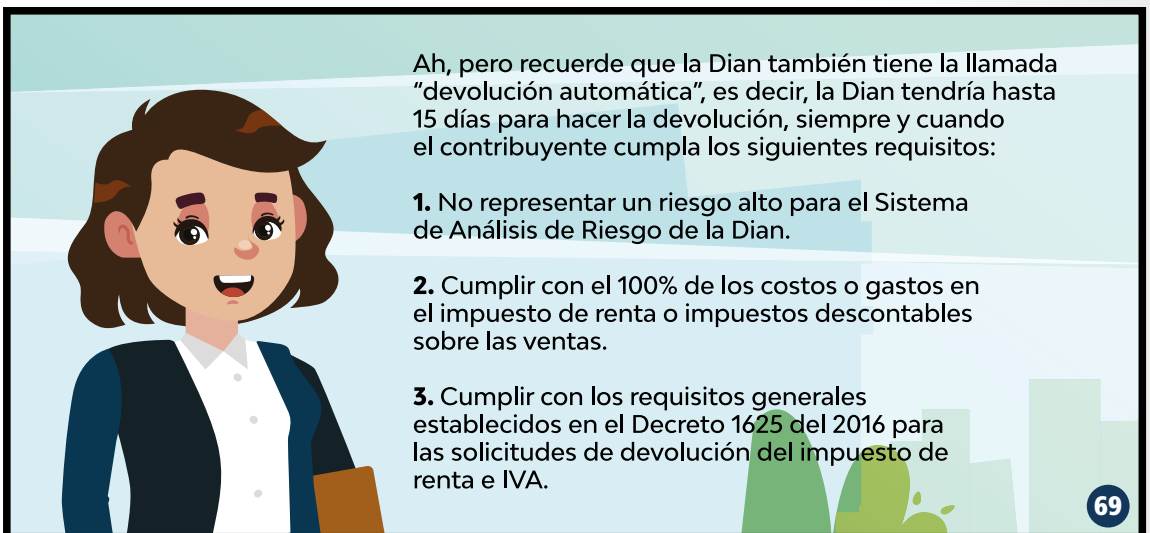 Ah, pero recuerde que la Dian también tiene la llamada
"devolución automática", es decir, la Dian tendría hasta
15 días para hacer la devolución, siempre y cuando
el contribuyente cumpla los siguientes requisitos:
1. No representar un riesgo alto para el Sistema
de Análisis de Riesgo de la Dian.
2. Cumplir con el 100% de los costos o gastos en
el impuesto de renta o impuestos descontables
sobre las ventas.
3. Cumplir con los requisitos generales
establecidos en el Decreto 1625 del 2016 para
las solicitudes de devolución del impuesto de
renta e IVA.
69